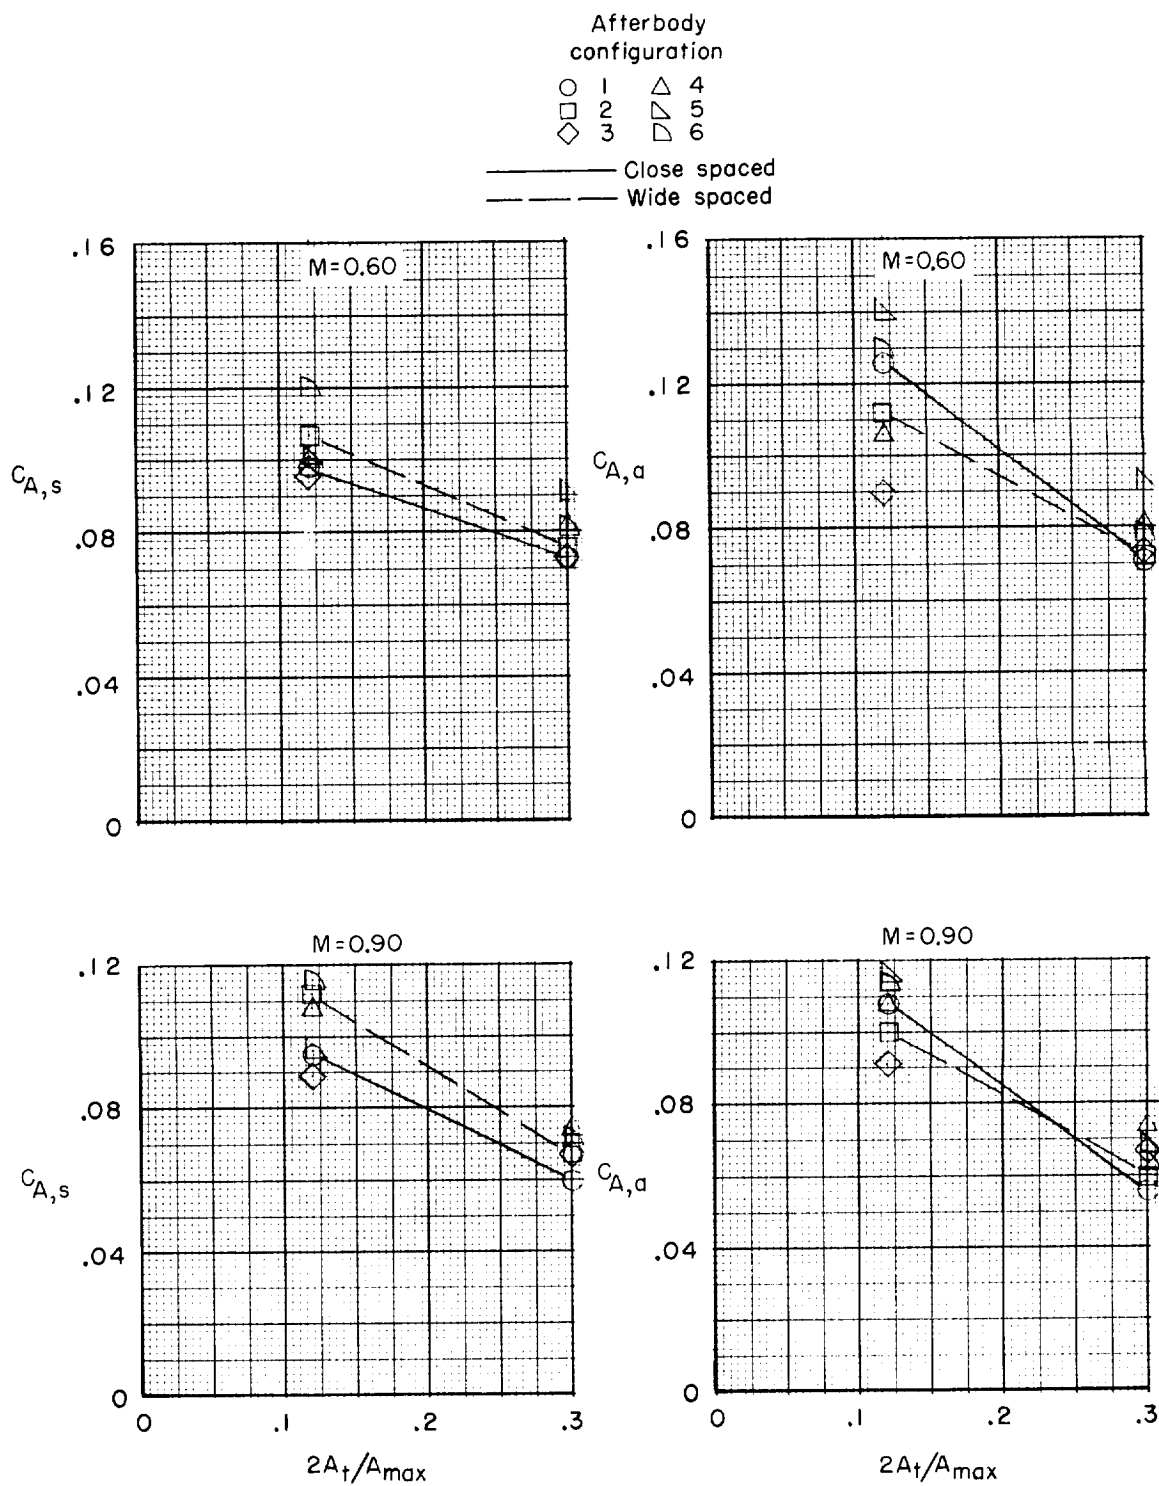 Afterbody
configuration
1 4
2 5
3 6
Close spaced
Wide spaced
.16
M=0.60
.12
C_A,s
.08
.04
0
.16
M=0.60
.12
C_A,a
.08
.04
0
M=0.90
.12
.08
C_A,s
.04
0
0 .1 .2 .3
2A_t/A_max
M=0.90
.12
.08
C_A,a
.04
0
0 .1 .2 .3
2A_t/A_max